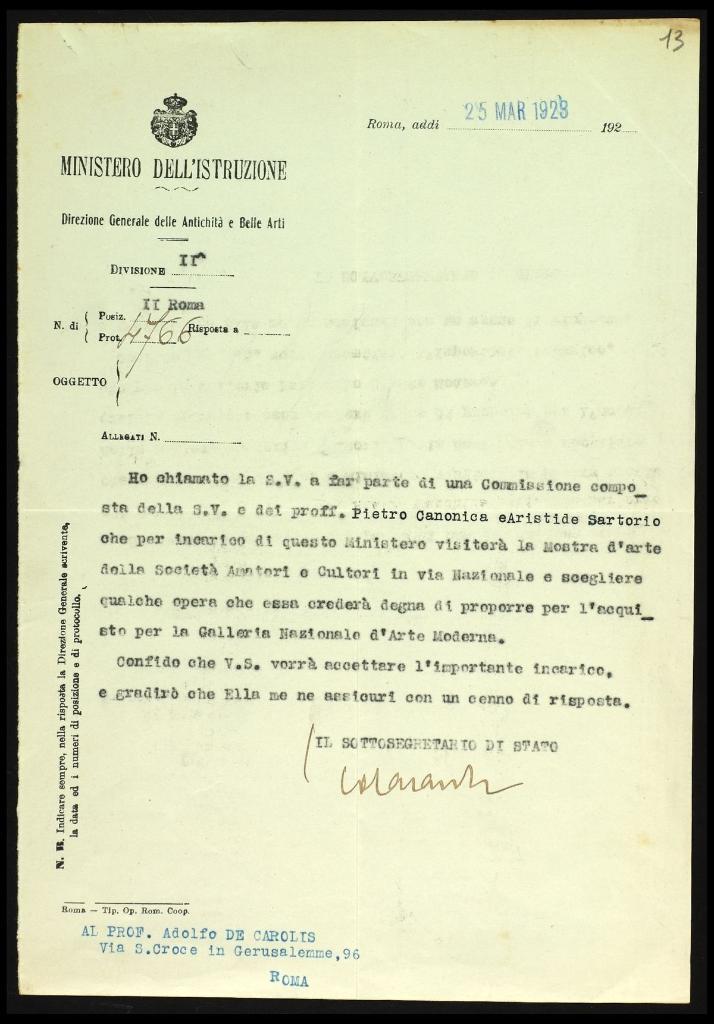 13
Roma, addì 25 MAR 1923 192
MINISTERO DELL'ISTRUZIONE
Direzione Generale delle Antichità e Belle Arti
DIVISIONE IIª
II Roma
N. di Posiz.
Prot. 4766 Risposta a
OGGETTO
ALLEGATI N.
Ho chiamato la S.V. a far parte di una Commissione compo_
sta della S.V. e dei proff. Pietro Canonica eAristide Sartorio
che per incarico di questo Ministero visiterà la Mostra d'arte
della Società Amatori e Cultori in via Nazionale e scegliere
qualche opera che essa crederà degna di proporre per l'acqui_
sto per la Galleria Nazionale d'Arte Moderna.
Confido che V.S. vorrà accettare l'importante incarico,
e gradirò che Ella me ne assicuri con un cenno di risposta.
IL SOTTOSEGRETARIO DI STATO
N. B. Indicare sempre, nella risposta la Direzione Generale scrivente,
la data ed i numeri di posizione e di protocollo.
Roma — Tip. Op. Rom. Coop.
AL PROF. Adolfo DE CAROLIS
Via S.Croce in Gerusalemme,96
ROMA